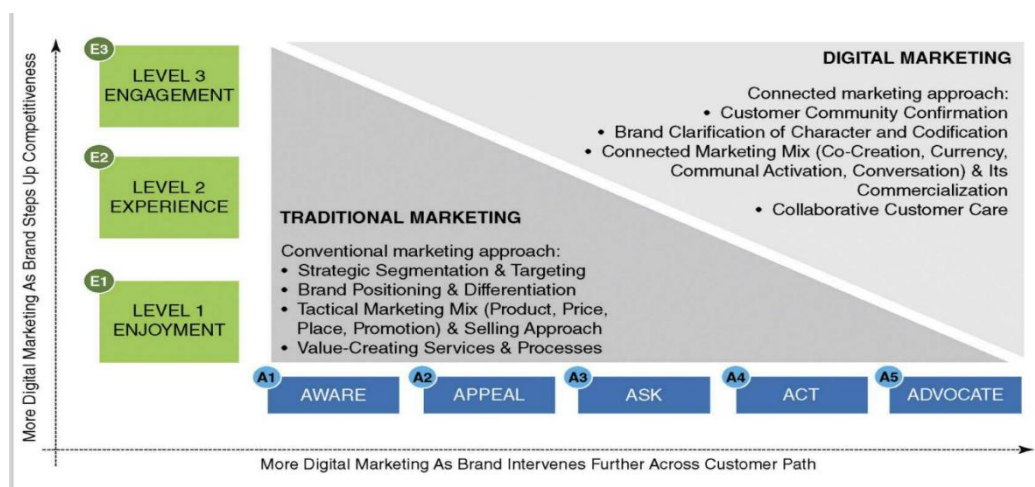 More Digital Marketing As Brand Steps Up Competitiveness
E3
LEVEL 3
ENGAGEMENT
E2
LEVEL 2
EXPERIENCE
E1
LEVEL 1
ENJOYMENT
DIGITAL MARKETING
Connected marketing approach:
• Customer Community Confirmation
• Brand Clarification of Character and Codification
• Connected Marketing Mix (Co-Creation, Currency,
Communal Activation, Conversation) & Its
Commercialization
• Collaborative Customer Care
TRADITIONAL MARKETING
Conventional marketing approach:
• Strategic Segmentation & Targeting
• Brand Positioning & Differentiation
• Tactical Marketing Mix (Product, Price,
Place, Promotion) & Selling Approach
• Value-Creating Services & Processes
A1
AWARE
A2
APPEAL
A3
ASK
A4
ACT
A5
ADVOCATE
More Digital Marketing As Brand Intervenes Further Across Customer Path